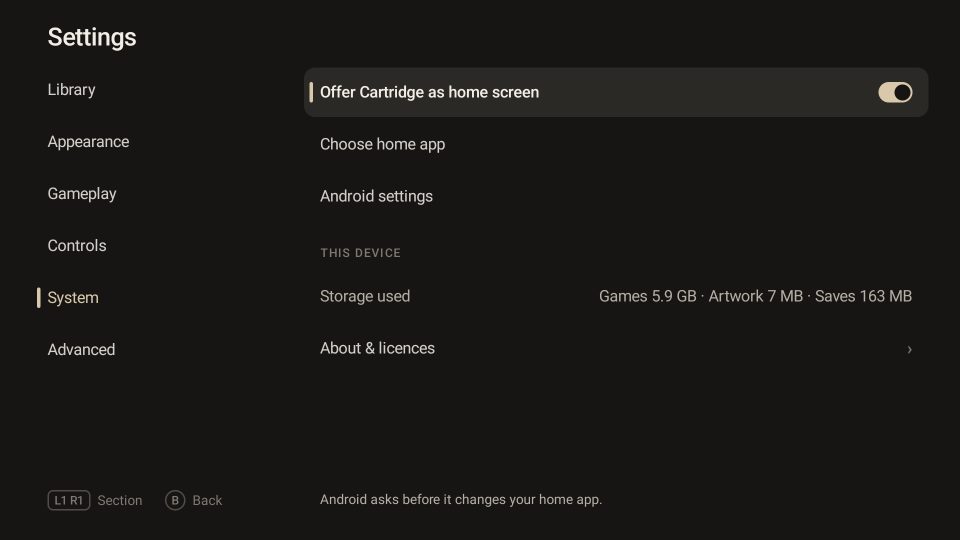 Settings
Library
Appearance
Gameplay
Controls
System
Advanced
Offer Cartridge as home screen
Choose home app
Android settings
THIS DEVICE
Storage used Games 5.9 GB · Artwork 7 MB · Saves 163 MB
About & licences ›
L1 R1 Section B Back
Android asks before it changes your home app.